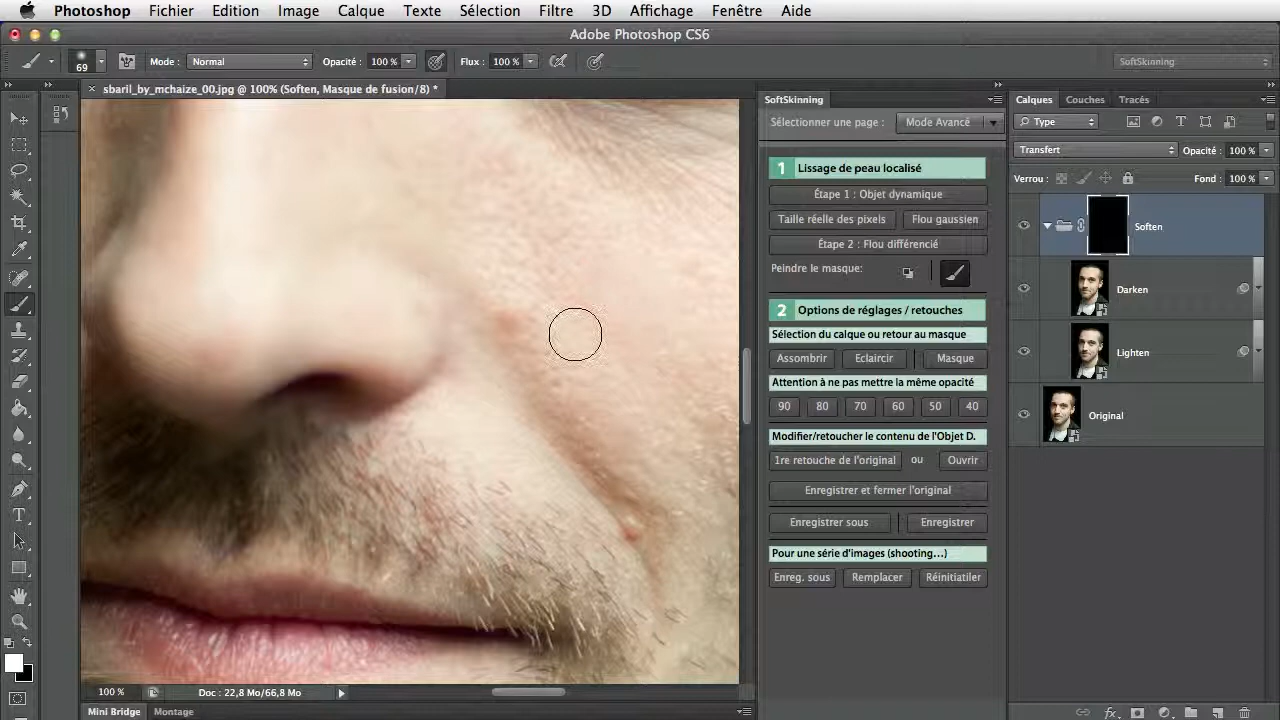 Photoshop Fichier Edition Image Calque Texte Sélection Filtre 3D Affichage Fenêtre Aide
Adobe Photoshop CS6
69 Mode : Normal Opacité : 100 % Flux : 100 % SoftSkinning
sbaril_by_mchaize_00.jpg @ 100% (Soften, Masque de fusion/8) *
SoftSkinning
Sélectionner une page : Mode Avancé
1 Lissage de peau localisé
Étape 1 : Objet dynamique
Taille réelle des pixels Flou gaussien
Étape 2 : Flou différencié
Peindre le masque:
2 Options de réglages / retouches
Sélection du calque ou retour au masque
Assombrir Eclaircir Masque
Attention à ne pas mettre la même opacité
90 80 70 60 50 40
Modifier/retoucher le contenu de l'Objet D.
1re retouche de l'original ou Ouvrir
Enregistrer et fermer l'original
Enregistrer sous Enregistrer
Pour une série d'images (shooting...)
Enreg. sous Remplacer Réinitiatiler
Calques Couches Tracés
Type
Transfert Opacité : 100 %
Verrou : Fond : 100 %
Soften
Darken
Lighten
Original
T
fx
100 % Doc : 22,8 Mo/66,8 Mo
Mini Bridge Montage